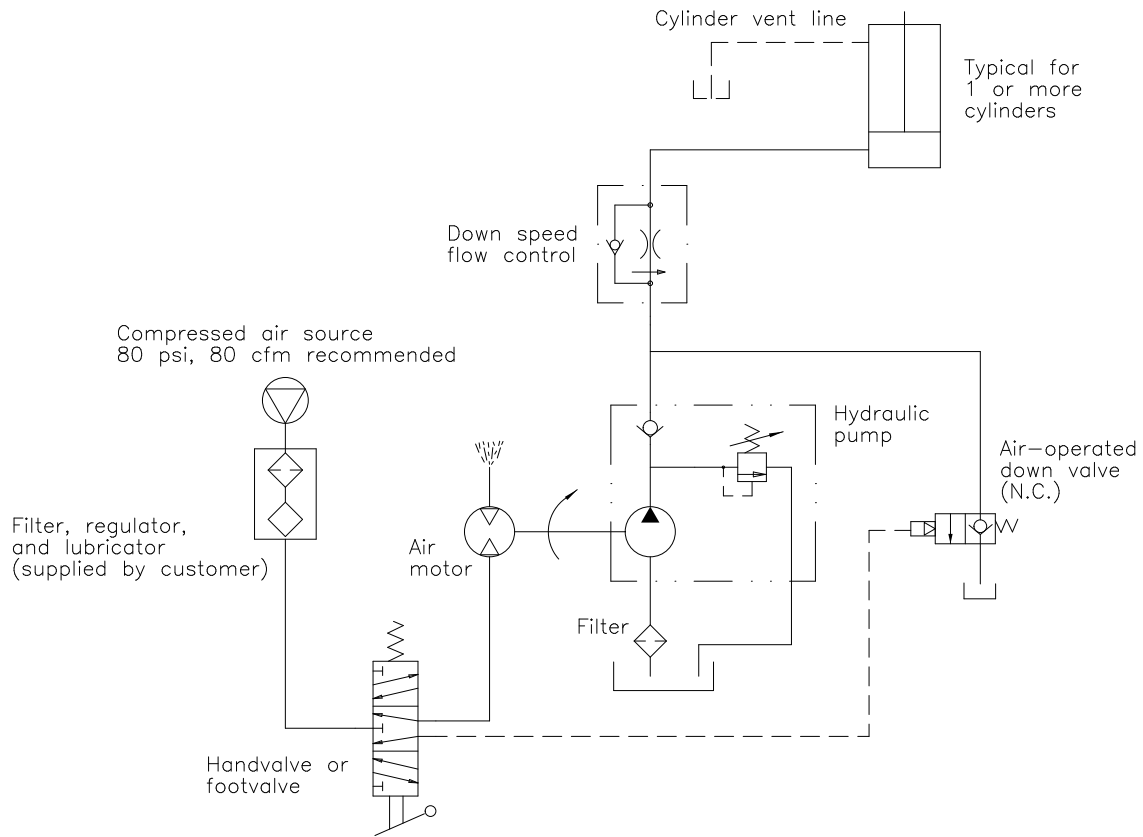 Cylinder vent line
Typical for
1 or more
cylinders
Down speed
flow control
Compressed air source
80 psi, 80 cfm recommended
Hydraulic
pump
Air-operated
down valve
(N.C.)
Filter, regulator,
and lubricator
(supplied by customer)
Air
motor
Filter
Handvalve or
footvalve